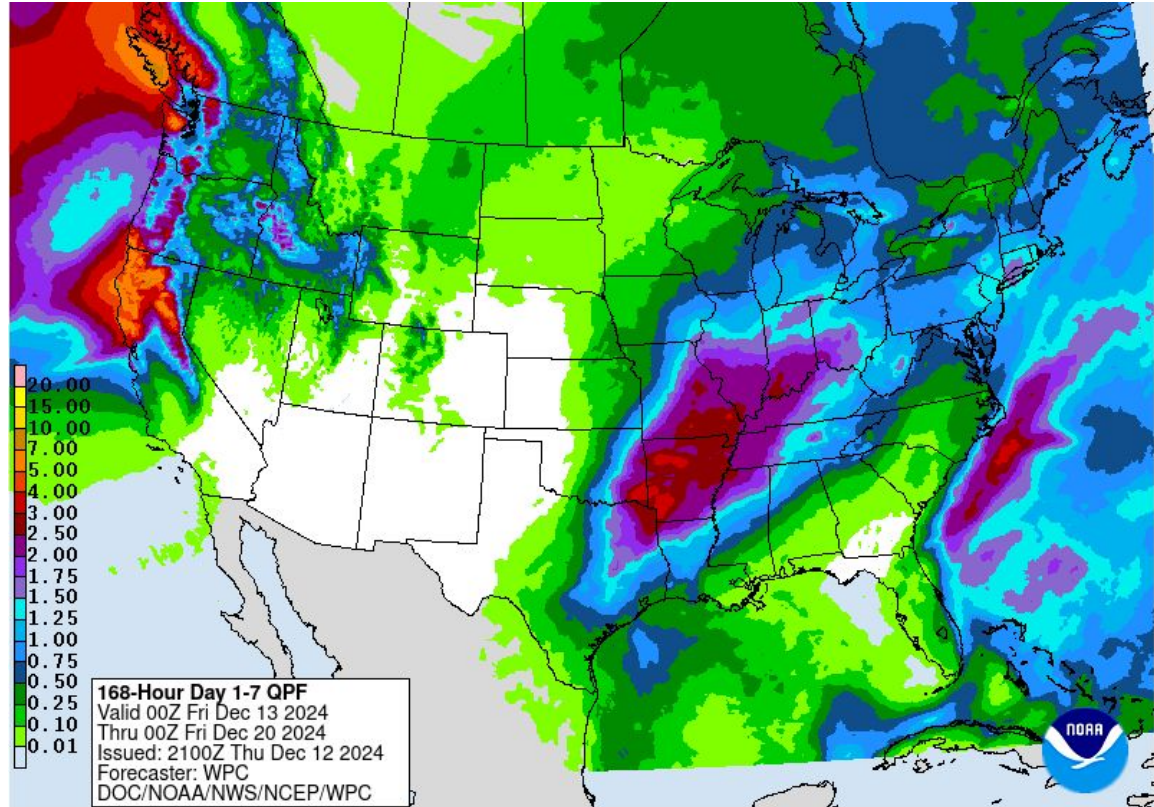 20.00
15.00
10.00
7.00
5.00
4.00
3.00
2.50
2.00
1.75
1.50
1.25
1.00
0.75
0.50
0.25
0.10
0.01
168-Hour Day 1-7 QPF
Valid 00Z Fri Dec 13 2024
Thru 00Z Fri Dec 20 2024
Issued: 2100Z Thu Dec 12 2024
Forecaster: WPC
DOC/NOAA/NWS/NCEP/WPC
NOAA